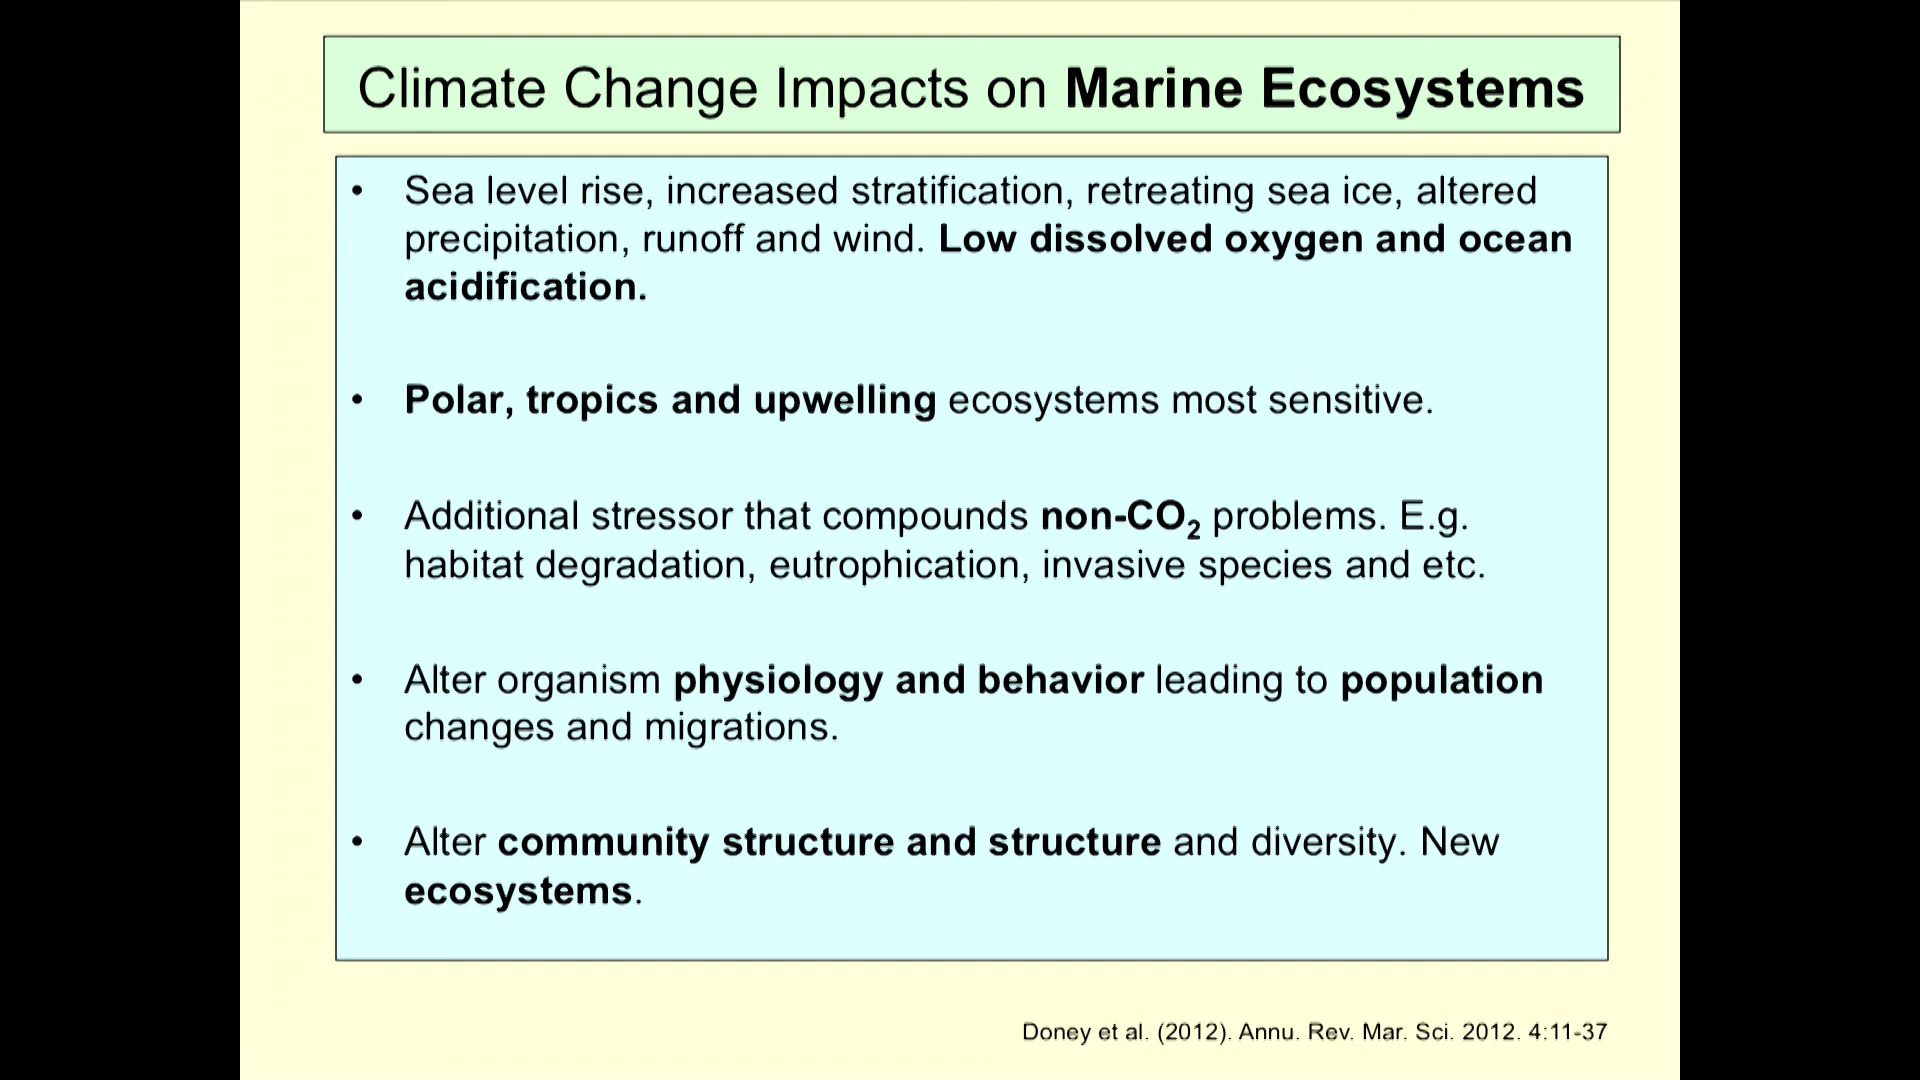 Climate Change Impacts on Marine Ecosystems
• Sea level rise, increased stratification, retreating sea ice, altered
precipitation, runoff and wind. Low dissolved oxygen and ocean
acidification.
• Polar, tropics and upwelling ecosystems most sensitive.
• Additional stressor that compounds non-CO₂ problems. E.g.
habitat degradation, eutrophication, invasive species and etc.
• Alter organism physiology and behavior leading to population
changes and migrations.
• Alter community structure and structure and diversity. New
ecosystems.
Doney et al. (2012). Annu. Rev. Mar. Sci. 2012. 4:11-37